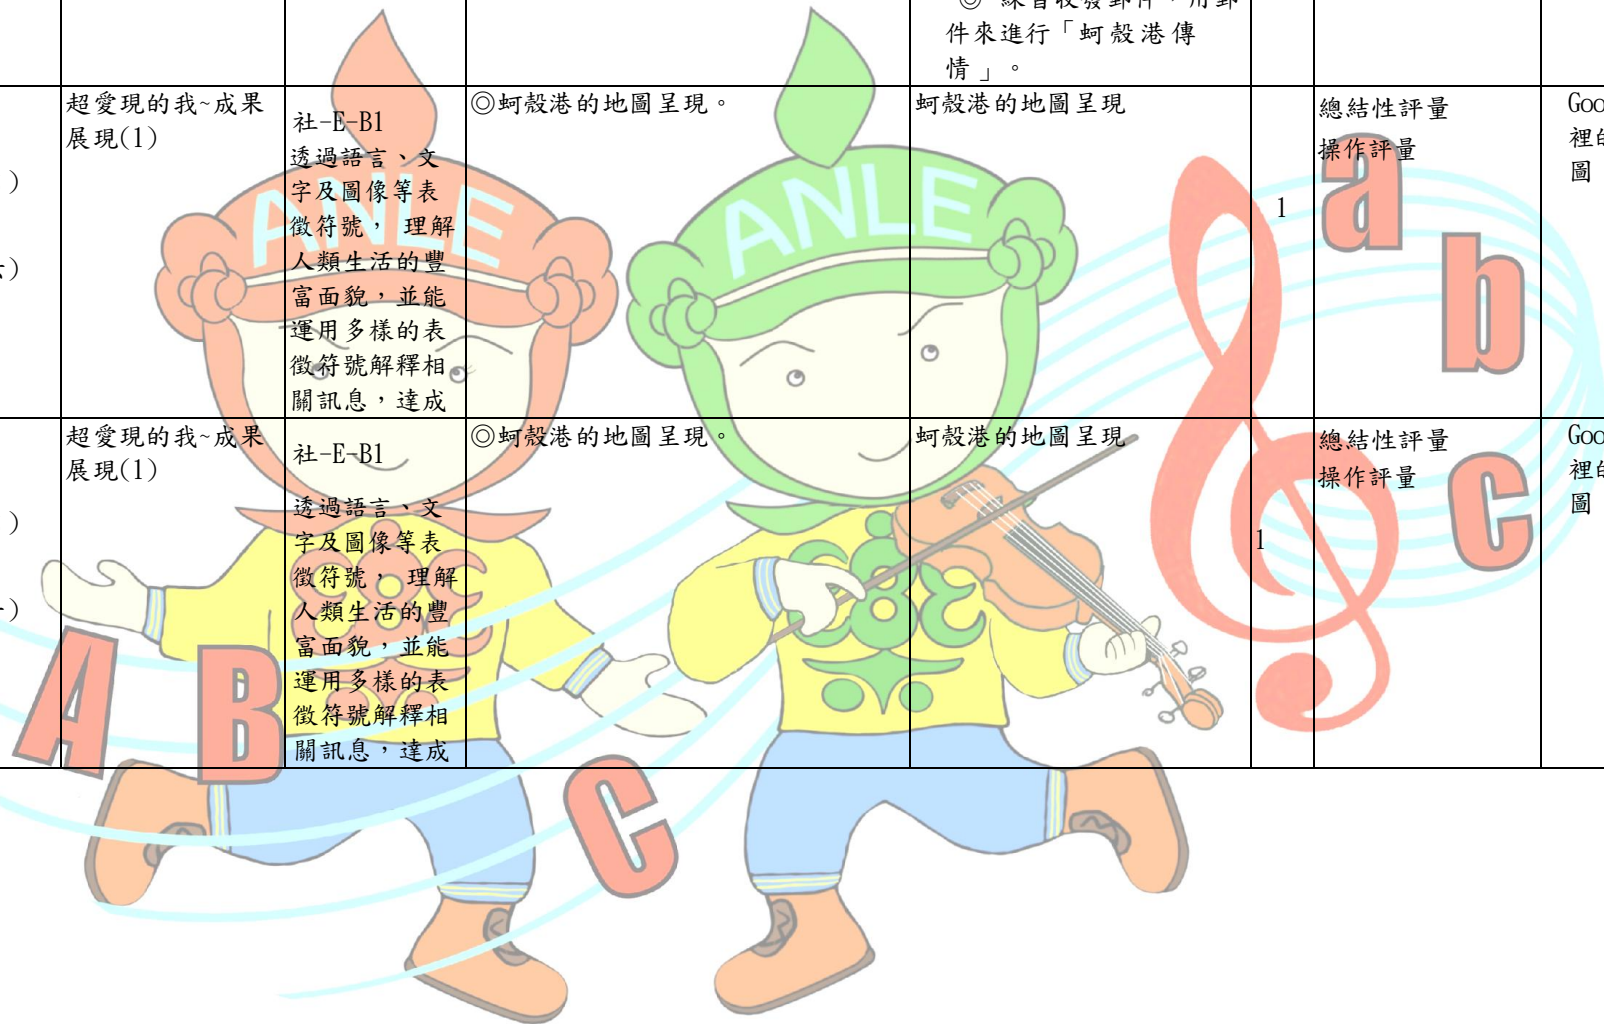 件來進行「蚵殼港傳
情」。
超愛現的我~成果
展現(1)
社-E-B1
透過語言、文
字及圖像等表
徵符號， 理解
人類生活的豐
富面貌，並能
運用多樣的表
徵符號解釋相
關訊息，達成
◎蚵殼港的地圖呈現。
蚵殼港的地圖呈現
1
總結性評量
操作評量
Goo
圖
超愛現的我~成果
展現(1)
社-E-B1
透過語言、文
字及圖像等表
徵符號， 理解
人類生活的豐
富面貌，並能
運用多樣的表
徵符號解釋相
關訊息，達成
◎蚵殼港的地圖呈現。
蚵殼港的地圖呈現
1
總結性評量
操作評量
Goo
圖
ANLE
ANLE
a
b
c
A
B
C